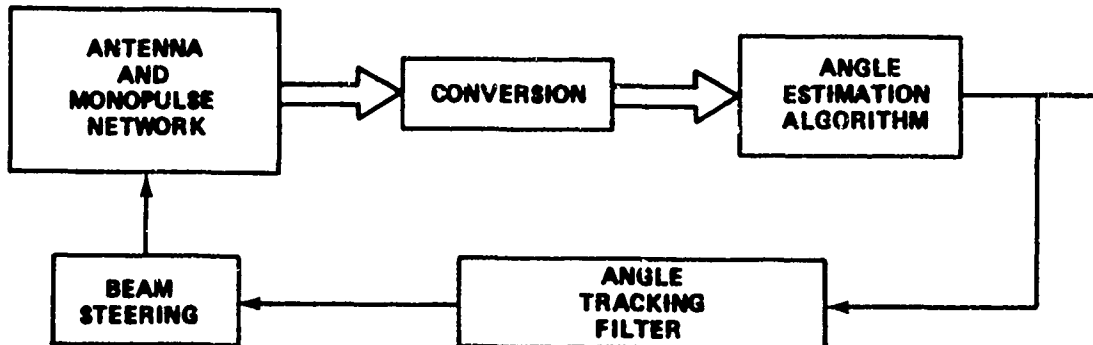 ANTENNA
AND
MONOPULSE
NETWORK
CONVERSION
ANGLE
ESTIMATION
ALGORITHM
BEAM
STEERING
ANGLE
TRACKING
FILTER